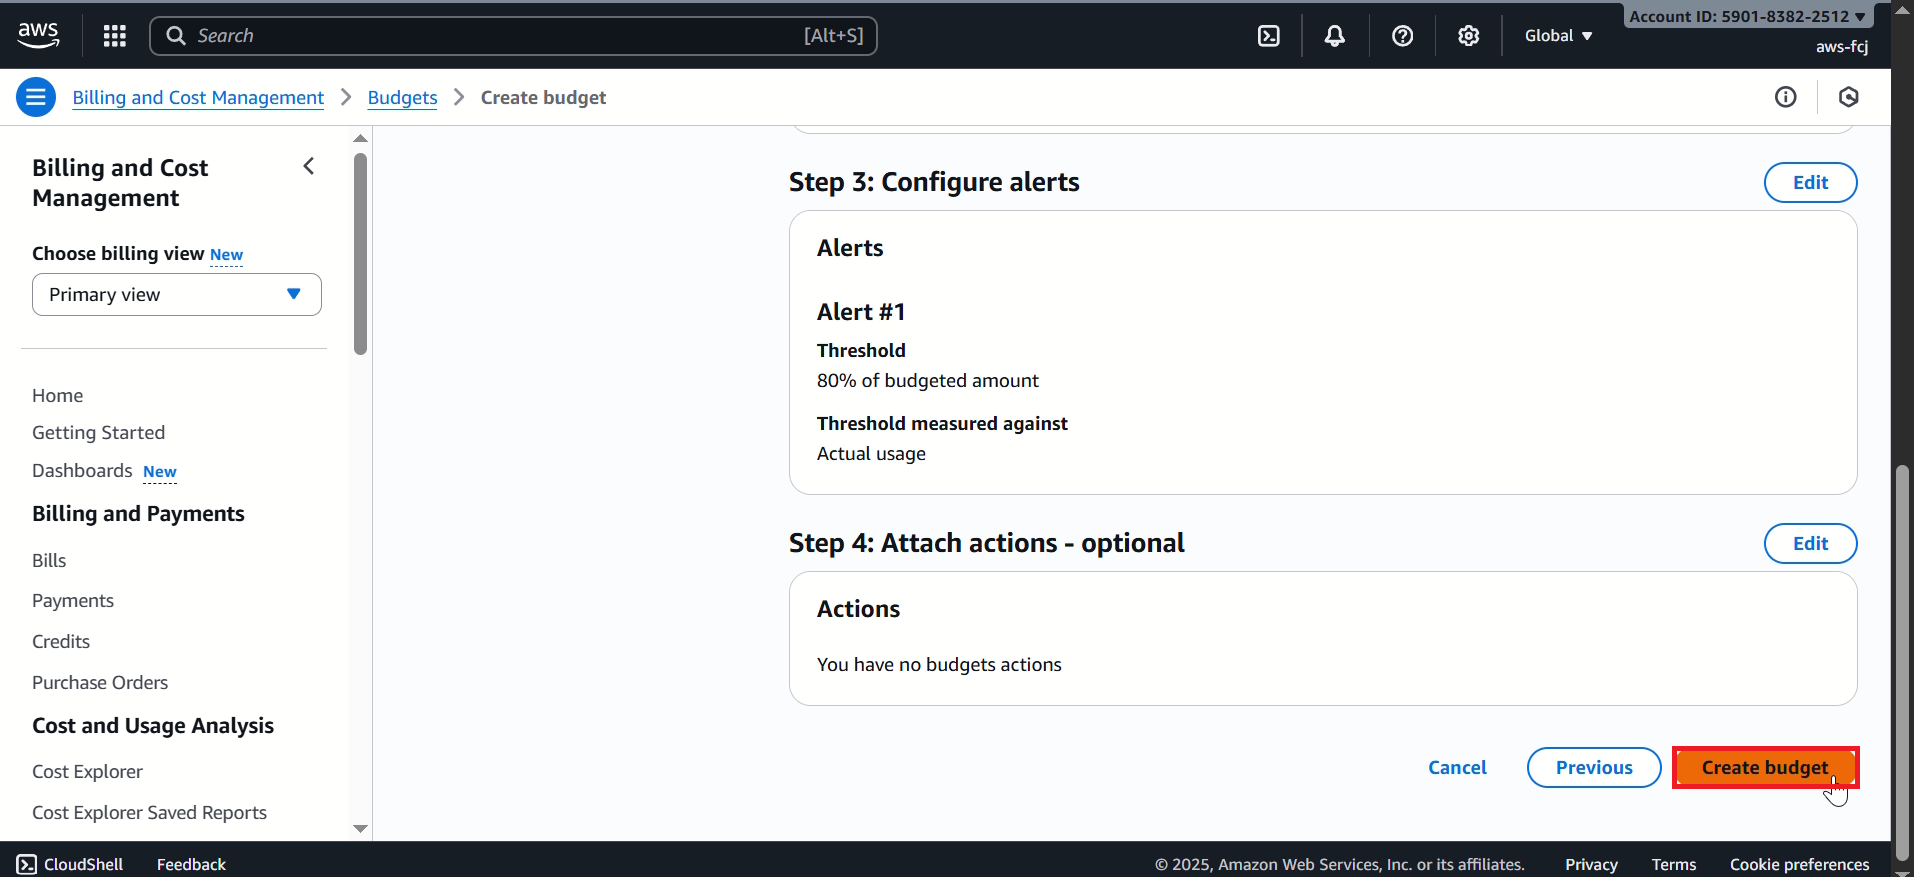 aws
Search
[Alt+S]
Global
Account ID: 5901-8382-2512
aws-fcj
Billing and Cost Management
Budgets
Create budget
Billing and Cost
Management
Choose billing view New
Primary view
Home
Getting Started
Dashboards New
Billing and Payments
Bills
Payments
Credits
Purchase Orders
Cost and Usage Analysis
Cost Explorer
Cost Explorer Saved Reports
Step 3: Configure alerts
Edit
Alerts
Alert #1
Threshold
80% of budgeted amount
Threshold measured against
Actual usage
Step 4: Attach actions - optional
Edit
Actions
You have no budgets actions
Cancel
Previous
Create budget
CloudShell
Feedback
© 2025, Amazon Web Services, Inc. or its affiliates.
Privacy
Terms
Cookie preferences